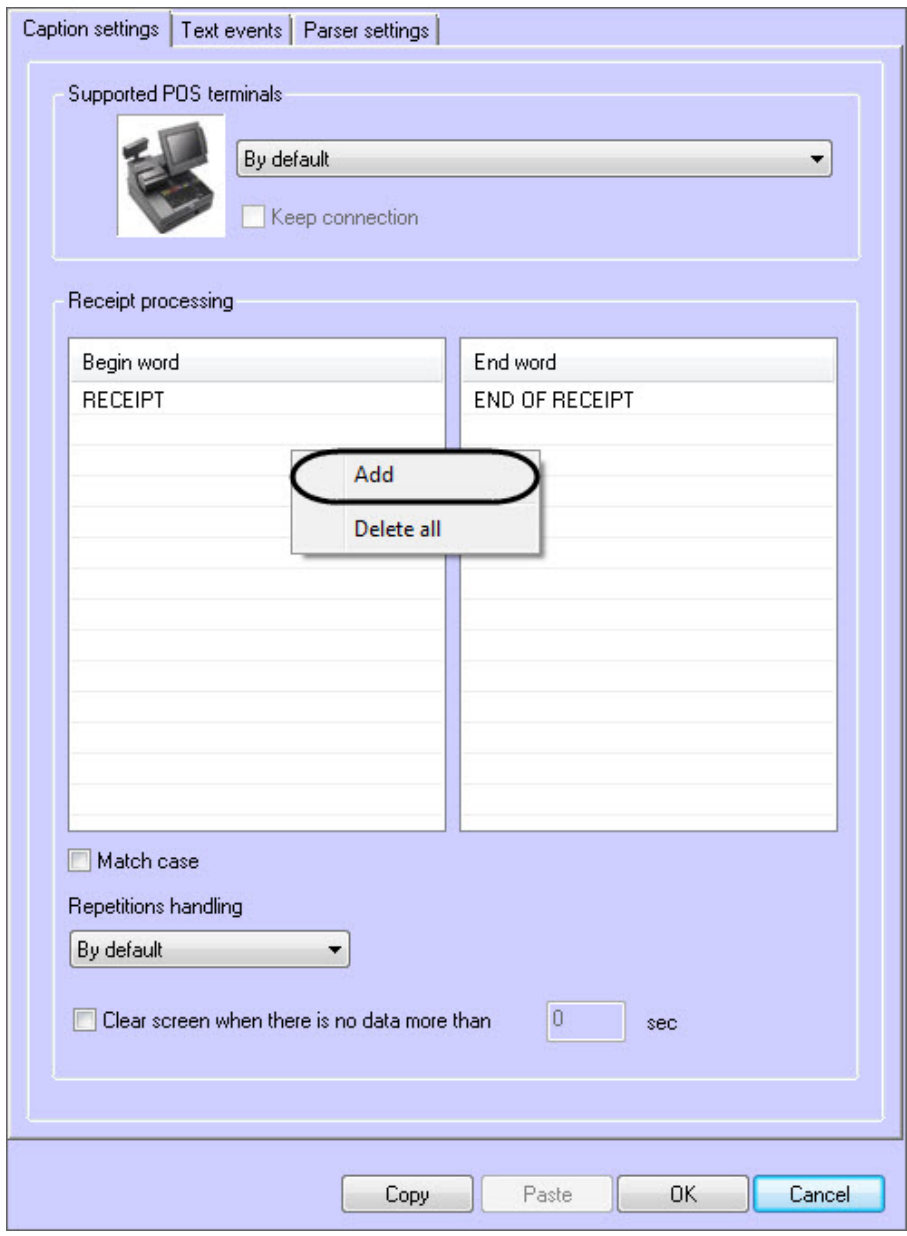 Caption settings Text events Parser settings
Supported POS terminals
By default
Keep connection
Receipt processing
Begin word End word
RECEIPT END OF RECEIPT
Add
Delete all
Match case
Repetitions handling
By default
Clear screen when there is no data more than 0 sec
Copy Paste OK Cancel